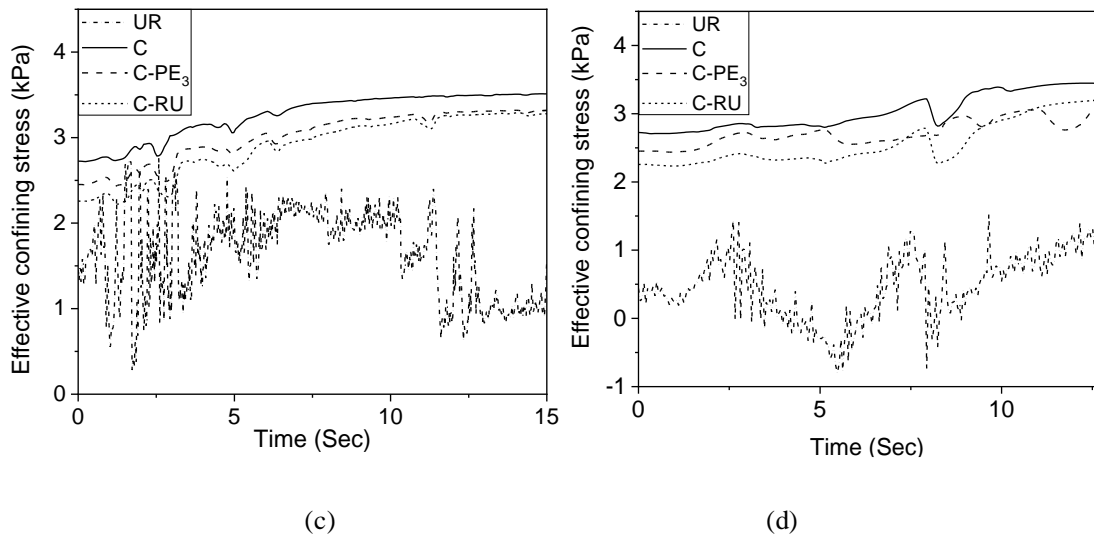 UR
C
C-PE3
C-RU
Effective confining stress (kPa)
4
3
2
1
0
0 5 10 15
Time (Sec)
(c)
UR
C
C-PE3
C-RU
Effective confining stress (kPa)
4
3
2
1
0
-1
0 5 10
Time (Sec)
(d)